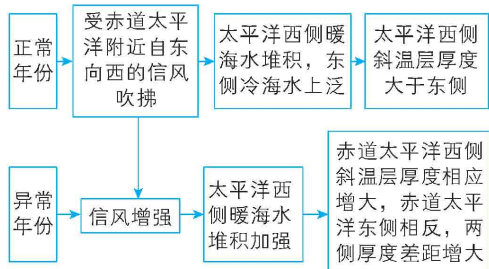 正常
年份
受赤道太平
洋附近自东
向西的信风
吹拂
太平洋西侧暖
海水堆积，东
侧冷海水上泛
太平洋西侧
斜温层厚度
大于东侧
异常
年份
信风增强
太平洋西
侧暖海水
堆积加强
赤道太平洋西侧
斜温层厚度相应
增大，赤道太平
洋东侧相反，两
侧厚度差距增大